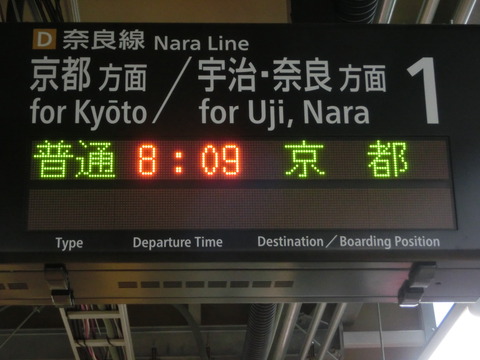 D 奈良線 Nara Line
京都方面／宇治・奈良方面 1
for Kyōto／for Uji, Nara
普通 8:09 京都
Type Departure Time Destination／Boarding Position